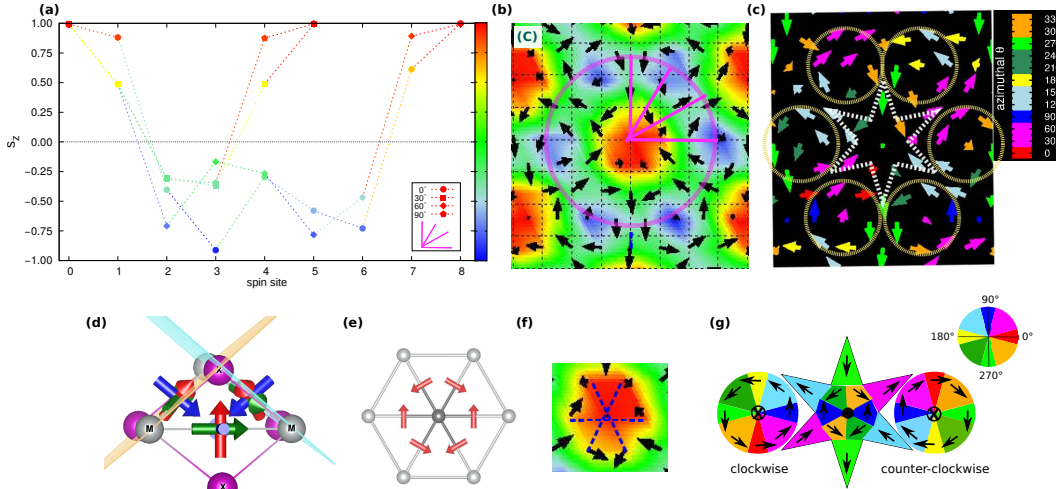 (a)
1.00
0.75
0.50
0.25
0.00
−0.25
−0.50
−0.75
−1.00
s_z
0 1 2 3 4 5 6 7 8
spin site
0°
30°
60°
90°
(b)
(C)
(c)
azimuthal θ
33
30
27
24
21
18
15
12
90
60
30
0
(d)
X
M
M
X
(e)
(f)
(g)
90°
180°
0°
270°
clockwise
counter-clockwise